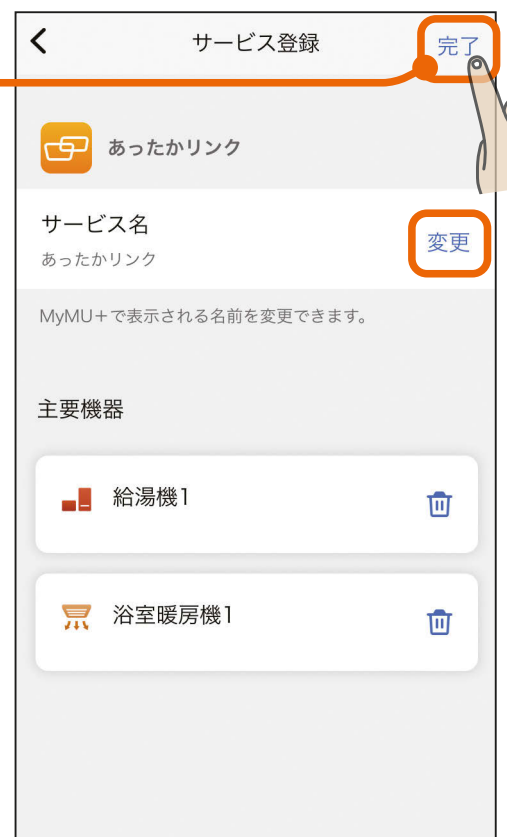 サービス登録
完了
あったかリンク
サービス名
あったかリンク
変更
MyMU+で表示される名前を変更できます。
主要機器
給湯機1
浴室暖房機1